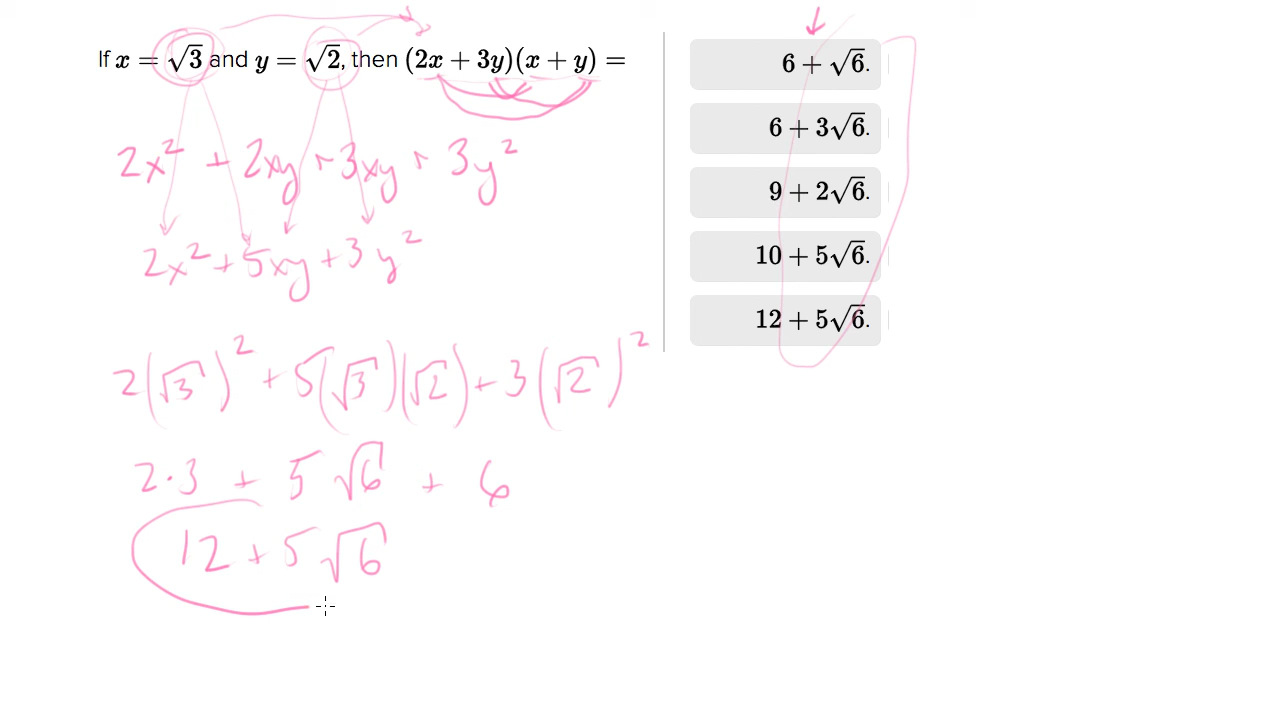 If x = √3 and y = √2, then (2x + 3y)(x + y) =
6 + √6.
6 + 3√6.
9 + 2√6.
10 + 5√6.
12 + 5√6.
2x² + 2xy + 3xy + 3y²
2x² + 5xy + 3y²
2(√3)² + 5(√3)(√2) + 3(√2)²
2·3 + 5√6 + 6
12 + 5√6